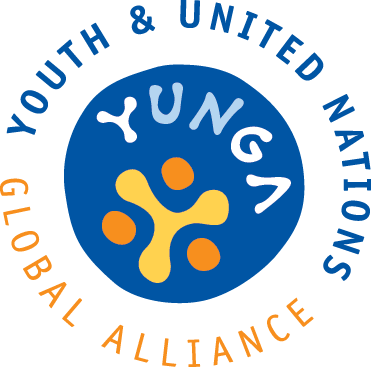 YOUTH & UNITED NATIONS
YUNGA
GLOBAL ALLIANCE